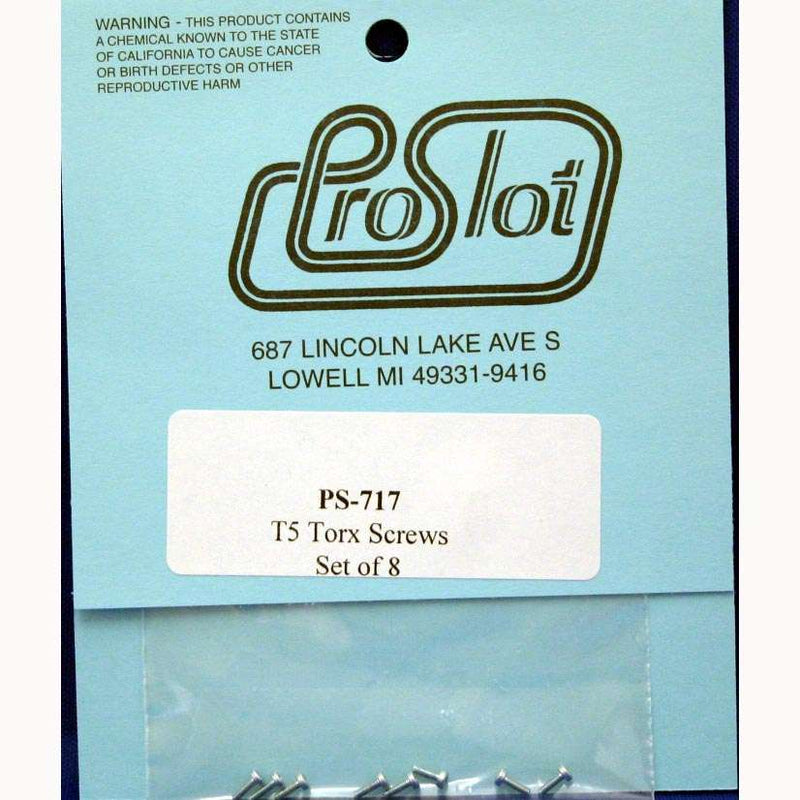 WARNING - THIS PRODUCT CONTAINS
A CHEMICAL KNOWN TO THE STATE
OF CALIFORNIA TO CAUSE CANCER
OR BIRTH DEFECTS OR OTHER
REPRODUCTIVE HARM
ProSlot
687 LINCOLN LAKE AVE S
LOWELL MI 49331-9416
PS-717
T5 Torx Screws
Set of 8